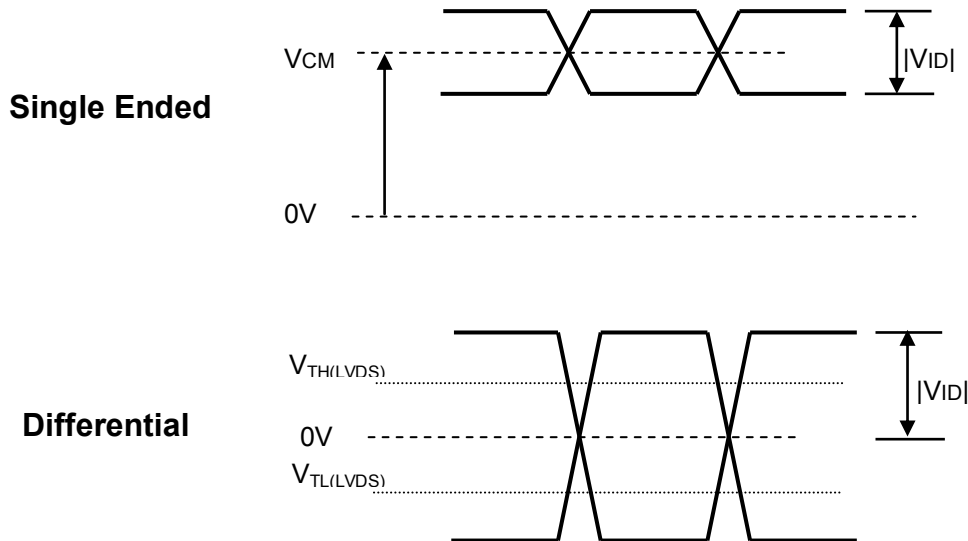 VCM
|VID|
Single Ended
0V
VTH(LVDS)
|VID|
Differential
0V
VTL(LVDS)